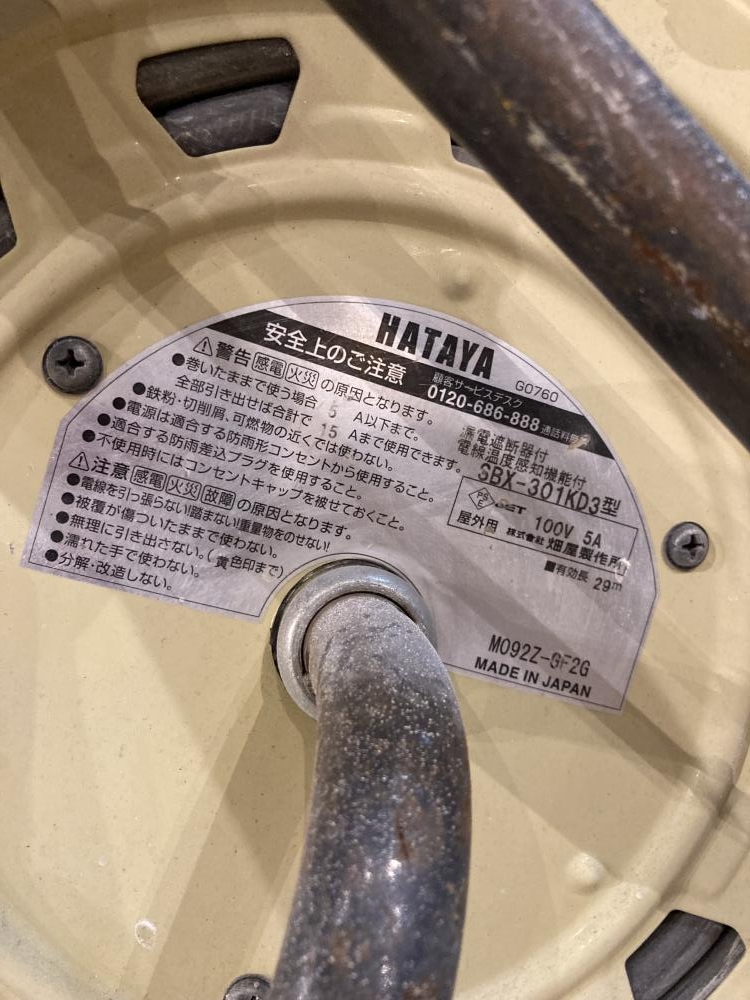 HATAYA
G0760
安全上のご注意
顧客サービスデスク
0120-686-888 通話料無料
⚠警告 感電 火災 の原因となります。
●巻いたままで使う場合 5 A以下まで。
全部引き出せば合計で 15 Aまで使用できます。
●鉄粉・切削屑、可燃物の近くでは使わない。
●電源は適合する防雨形コンセントから使用すること。
●適合する防雨差込プラグを使用すること。
●不使用時にはコンセントキャップを被せておくこと。
⚠注意 感電 火災 故障 の原因となります。
●電線を引っ張らない!踏まない!重量物をのせない!
●被覆が傷ついたままで使わない。
●無理に引き出さない。(黄色印まで)
●濡れた手で使わない。
●分解・改造しない。
漏電遮断器付
電線温度感知機能付
SBX-301KD3型
PS
E
100V 5A
屋外用 株式会社 畑屋製作所
■有効長 29m
M092Z-GF2G
MADE IN JAPAN